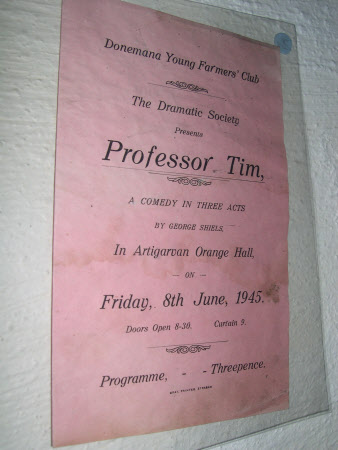 Donemana Young Farmers' Club
The Dramatic Society
Presents
Professor Tim,
A COMEDY IN THREE ACTS
BY GEORGE SHIELS,
In Artigarvan Orange Hall,
— ON —
Friday, 8th June, 1945.
Doors Open 8-30. Curtain 9.
Programme, - - Threepence.